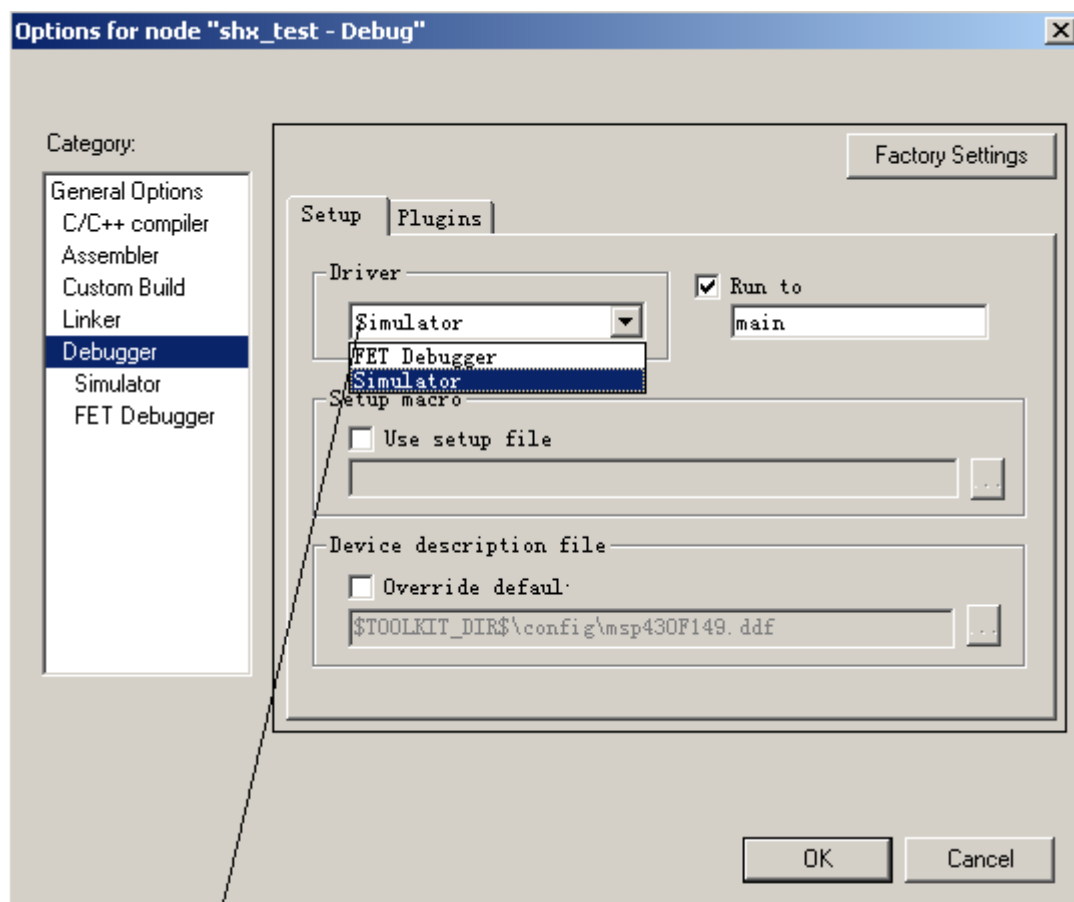 Options for node "shx_test - Debug"
Category:
Factory Settings
General Options
C/C++ compiler
Assembler
Custom Build
Linker
Debugger
Simulator
FET Debugger
Setup
Plugins
Driver
Simulator
FET Debugger
Simulator
Run to
main
Setup macro
Use setup file
...
Device description file
Override defaul
$TOOLKIT_DIR$\config\msp430F149.ddf
...
OK
Cancel